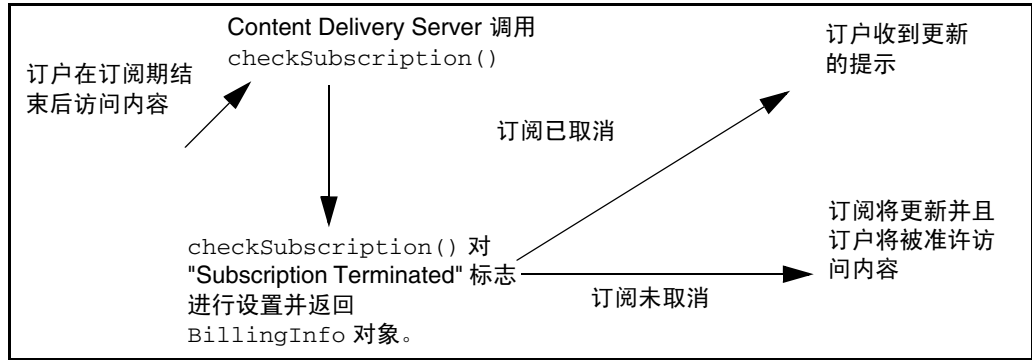 Content Delivery Server 调用
checkSubscription()
订户在订阅期结
束后访问内容
订户收到更新
的提示
订阅已取消
checkSubscription() 对
"Subscription Terminated" 标志
进行设置并返回
BillingInfo 对象。
订阅未取消
订阅将更新并且
订户将被准许访
问内容